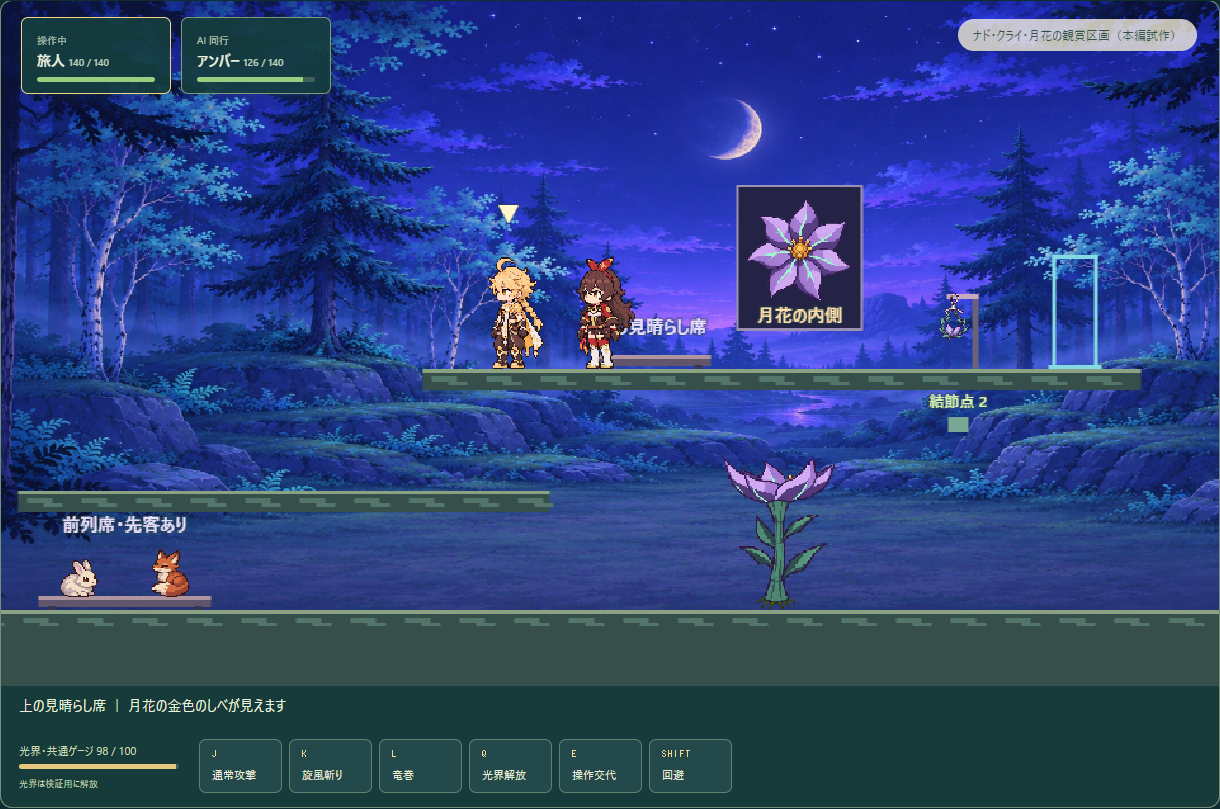 操作中
旅人 140 / 140
AI 同行
アンバー 126 / 140
ナド・クライ・月花の観賞区画（本編試作）
見晴らし席
月花の内側
結節点 2
前列席・先客あり
上の見晴らし席 | 月花の金色のしべが見えます
光界・共通ゲージ 98 / 100
光界は検証用に解放
J
通常攻撃
K
旋風斬り
L
竜巻
Q
光界解放
E
操作交代
SHIFT
回避